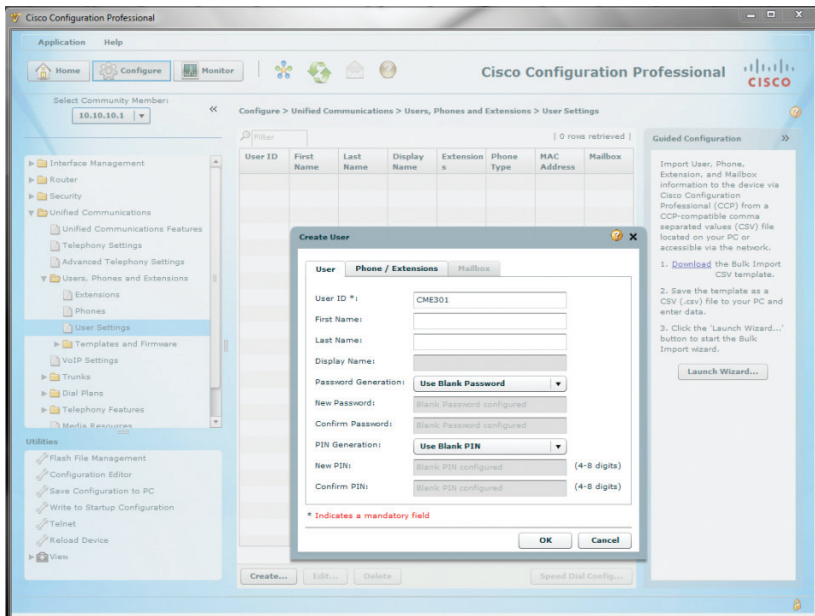 Cisco Configuration Professional
Application Help
Home Configure Monitor
Cisco Configuration Professional
CISCO
Select Community Member:
10.10.10.1
Configure > Unified Communications > Users, Phones and Extensions > User Settings
Filter
| 0 rows retrieved |
User ID First Name Last Name Display Name Extensions Phone Type MAC Address Mailbox
Interface Management
Router
Security
Unified Communications
Unified Communications Features
Telephony Settings
Advanced Telephony Settings
Users, Phones and Extensions
Extensions
Phones
User Settings
Templates and Firmware
VoIP Settings
Trunks
Dial Plans
Telephony Features
Media Resources
Utilities
Flash File Management
Configuration Editor
Save Configuration to PC
Write to Startup Configuration
Telnet
Reload Device
View
Create User
User Phone / Extensions Mailbox
User ID *: CME301
First Name:
Last Name:
Display Name:
Password Generation: Use Blank Password
New Password: Blank Password configured
Confirm Password: Blank Password configured
PIN Generation: Use Blank PIN
New PIN: Blank PIN configured (4-8 digits)
Confirm PIN: Blank PIN configured (4-8 digits)
* Indicates a mandatory field
OK Cancel
Create... Edit... Delete Speed Dial Config...
Guided Configuration
Import User, Phone,
Extension, and Mailbox
information to the device via
Cisco Configuration
Professional (CCP) from a
CCP-compatible comma
separated values (CSV) file
located on your PC or
accessible via the network.
1. Download the Bulk Import
CSV template.
2. Save the template as a
CSV (.csv) file to your PC and
enter data.
3. Click the 'Launch Wizard...'
button to start the Bulk
Import wizard.
Launch Wizard...